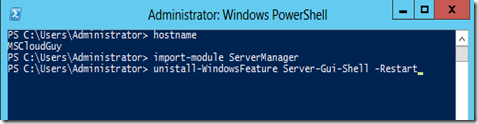 Administrator: Windows PowerShell
PS C:\Users\Administrator> hostname
MSCloudGuy
PS C:\Users\Administrator> import-module ServerManager
PS C:\Users\Administrator> unistall-WindowsFeature Server-Gui-Shell -Restart